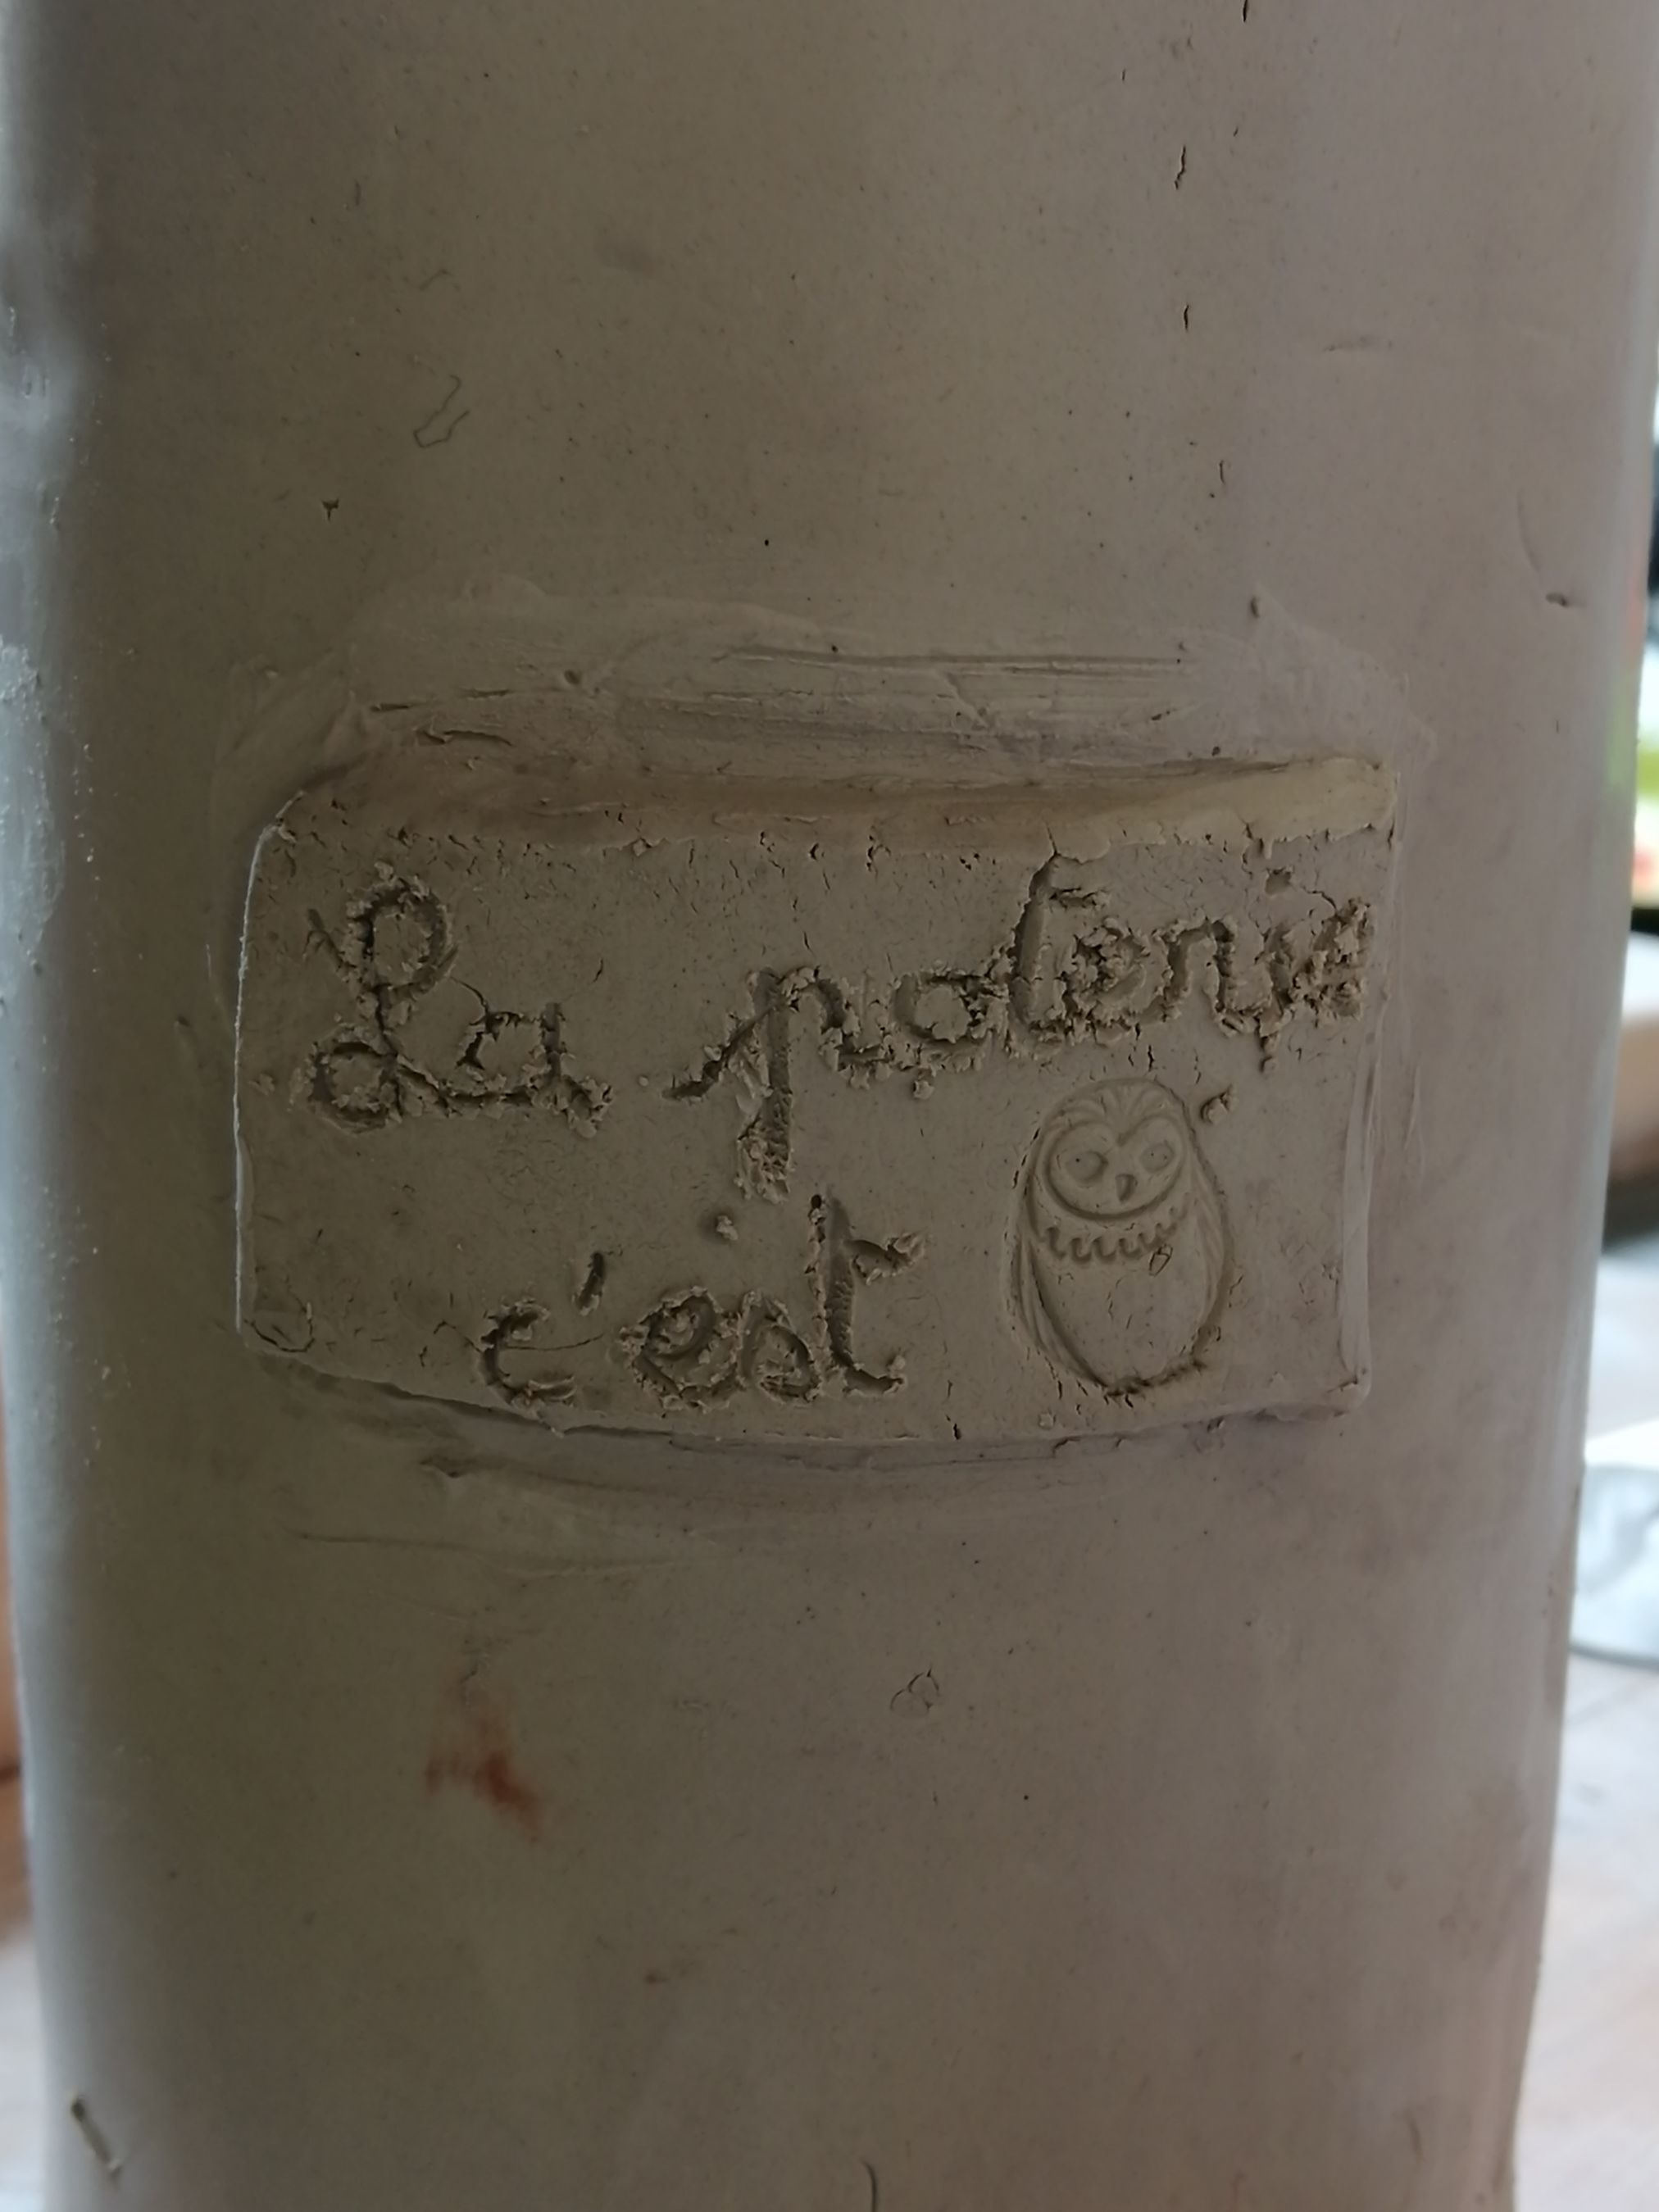 La poterie
c'est